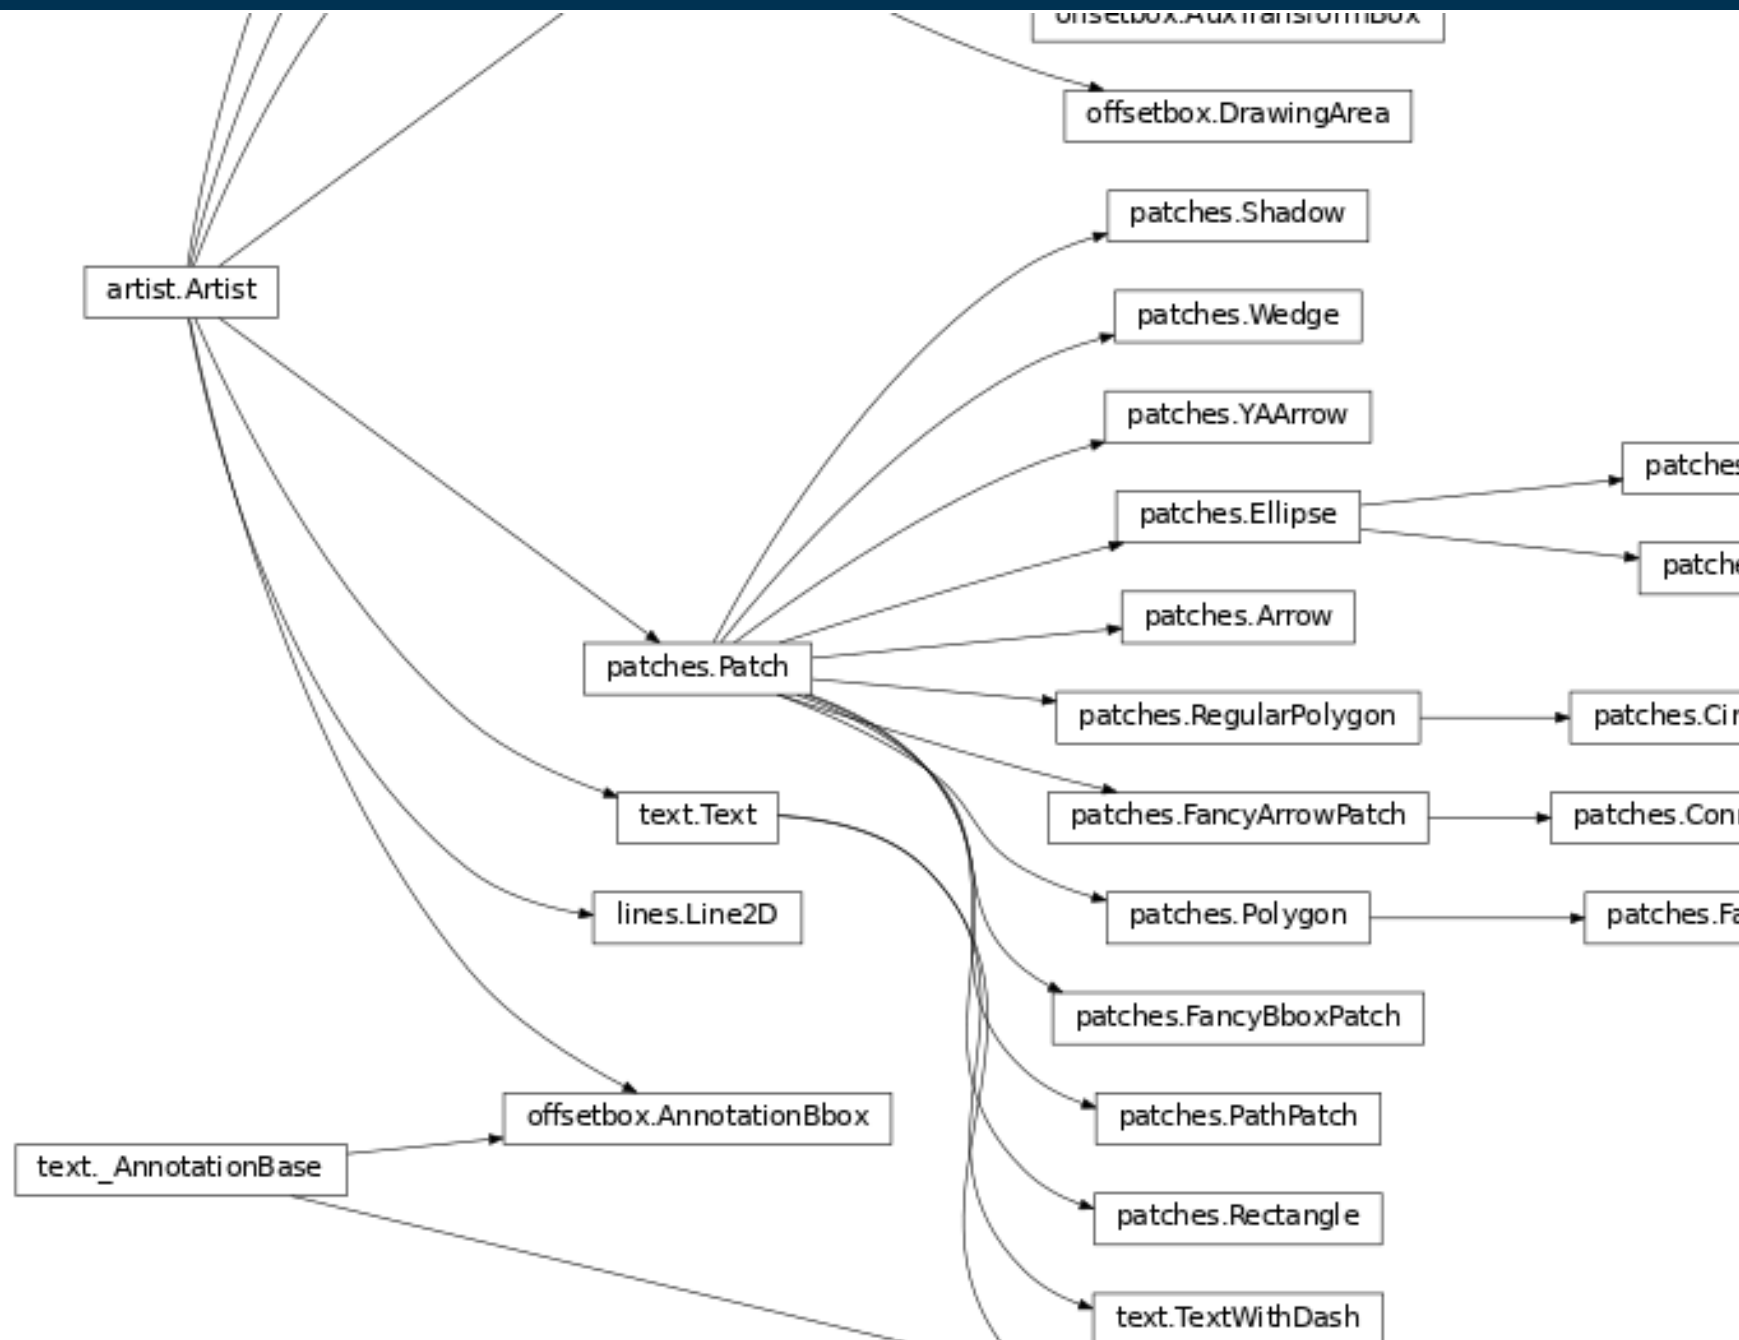 offsetbox.AuxTransformBox
offsetbox.DrawingArea
patches.Shadow
artist.Artist
patches.Wedge
patches.YAArrow
patches.Ellipse
patches.Arrow
patches.Patch
patches.RegularPolygon
text.Text
patches.FancyArrowPatch
lines.Line2D
patches.Polygon
patches.FancyBboxPatch
offsetbox.AnnotationBbox
patches.PathPatch
text._AnnotationBase
patches.Rectangle
text.TextWithDash